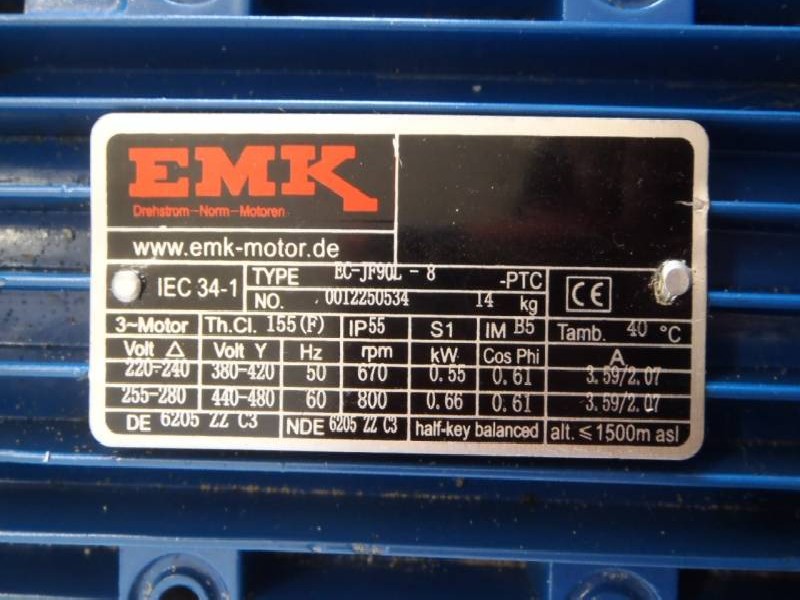 EMK
Drehstrom-Norm-Motoren
www.emk-motor.de
IEC 34-1
TYPE EC-JF90L - 8 -PTC
NO. 0012250534 14 kg
CE
3~Motor Th.Cl. 155(F) IP55 S1 IM B5 Tamb. 40 °C
Volt Δ Volt Y Hz rpm kW Cos Phi A
220-240 380-420 50 670 0.55 0.61 3.59/2.07
255-280 440-480 60 800 0.66 0.61 3.59/2.07
DE 6205 ZZ C3 NDE 6205 ZZ C3 half-key balanced alt. ≤ 1500m asl